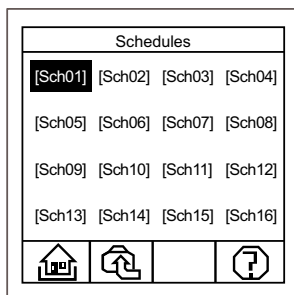 Schedules
[Sch01] [Sch02] [Sch03] [Sch04]
[Sch05] [Sch06] [Sch07] [Sch08]
[Sch09] [Sch10] [Sch11] [Sch12]
[Sch13] [Sch14] [Sch15] [Sch16]
?